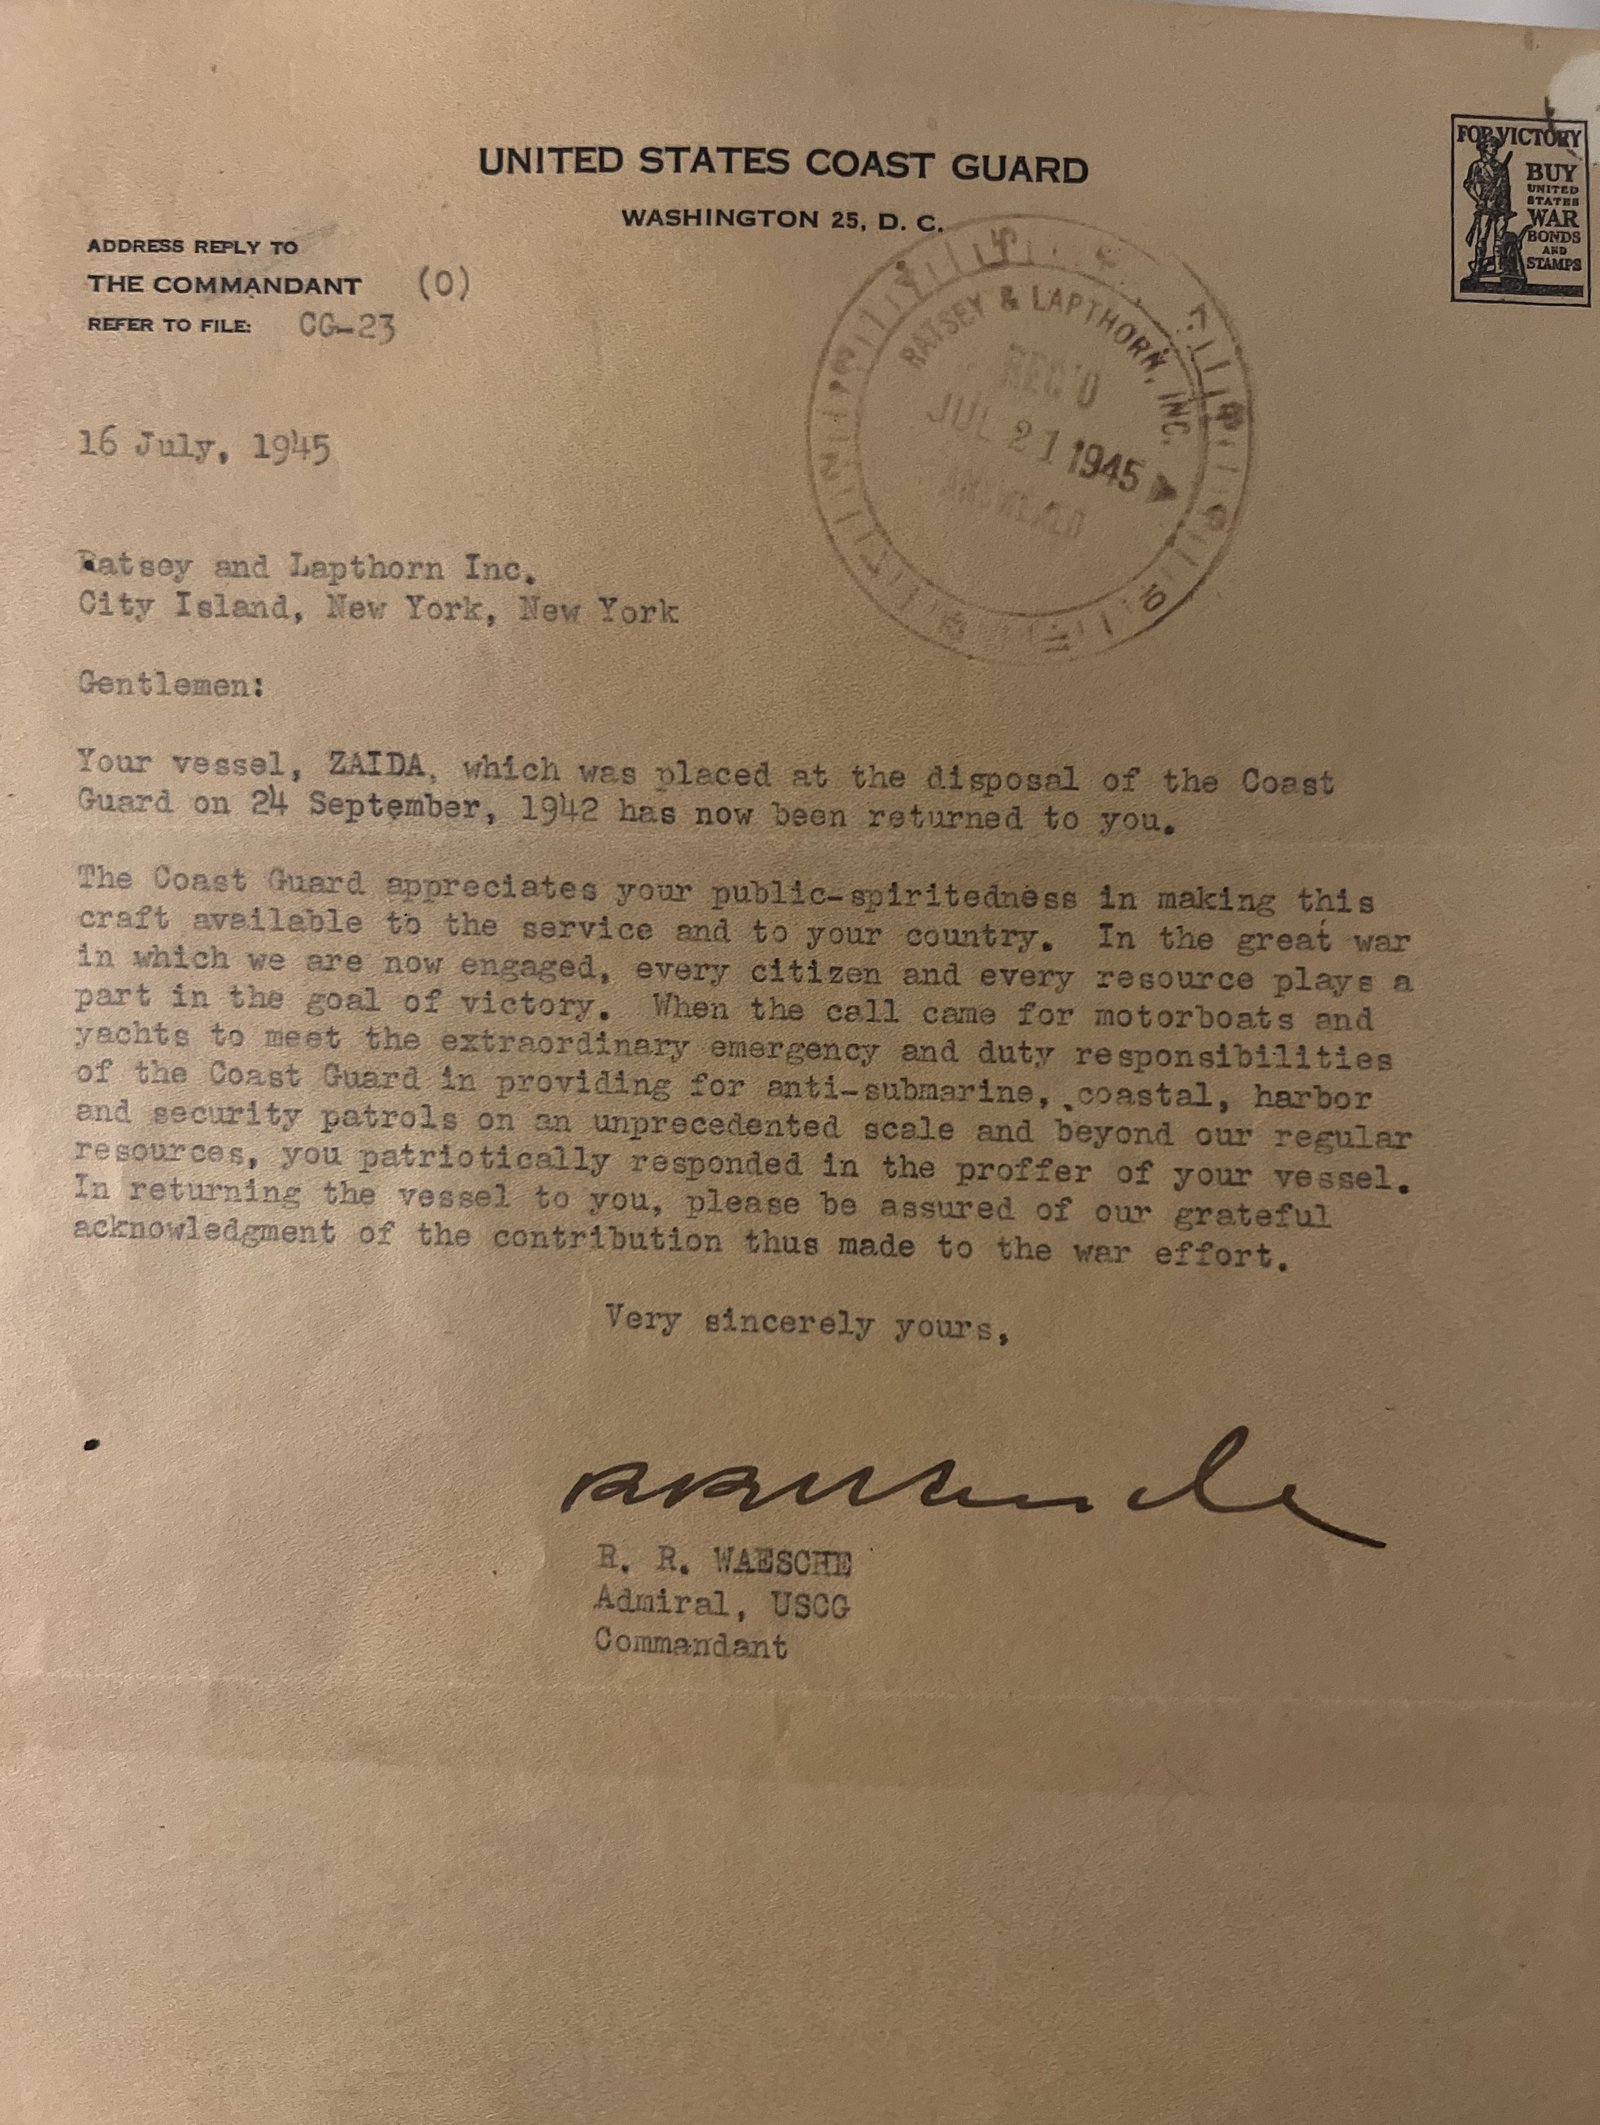 UNITED STATES COAST GUARD
WASHINGTON 25, D. C.
FOR VICTORY
BUY
UNITED
STATES
WAR
BONDS
AND
STAMPS
ADDRESS REPLY TO
THE COMMANDANT (O)
REFER TO FILE: CG-23
RATSEY & LAPTHORN, INC.
REC'D
JUL 21 1945
ANSWERED
16 July, 1945
Ratsey and Lapthorn Inc.
City Island, New York, New York
Gentlemen:
Your vessel, ZAIDA, which was placed at the disposal of the Coast
Guard on 24 September, 1942 has now been returned to you.
The Coast Guard appreciates your public-spiritedness in making this
craft available to the service and to your country. In the great war
in which we are now engaged, every citizen and every resource plays a
part in the goal of victory. When the call came for motorboats and
yachts to meet the extraordinary emergency and duty responsibilities
of the Coast Guard in providing for anti-submarine, coastal, harbor
and security patrols on an unprecedented scale and beyond our regular
resources, you patriotically responded in the proffer of your vessel.
In returning the vessel to you, please be assured of our grateful
acknowledgment of the contribution thus made to the war effort.
Very sincerely yours,
R R Waesche
R. R. WAESCHE
Admiral, USCG
Commandant